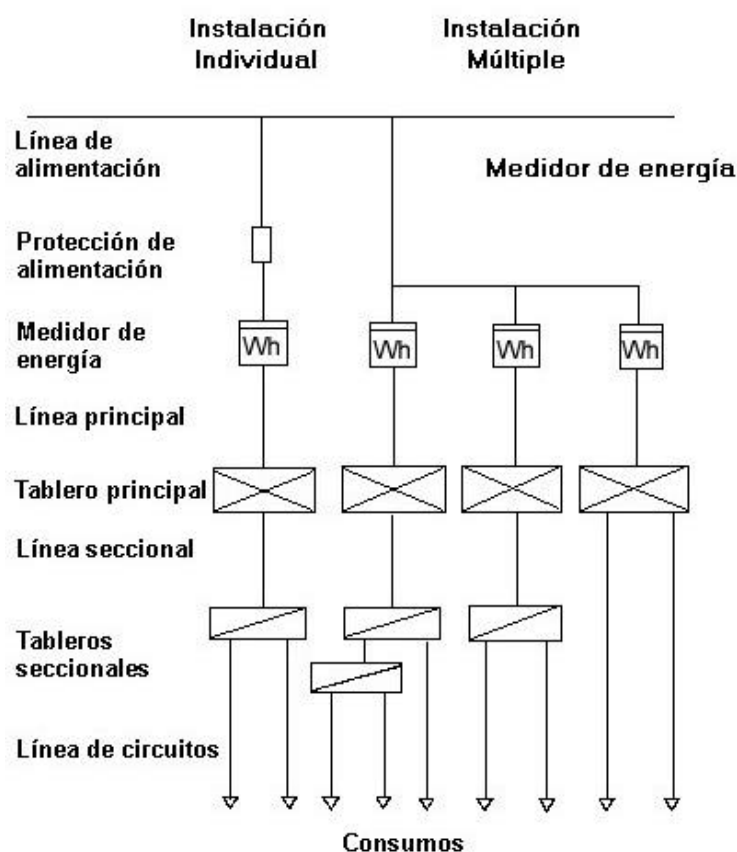 Instalación
Individual
Instalación
Múltiple
Línea de
alimentación
Medidor de energía
Protección de
alimentación
Medidor de
energía
Wh
Wh
Wh
Wh
Línea principal
Tablero principal
Línea seccional
Tableros
seccionales
Línea de circuitos
Consumos